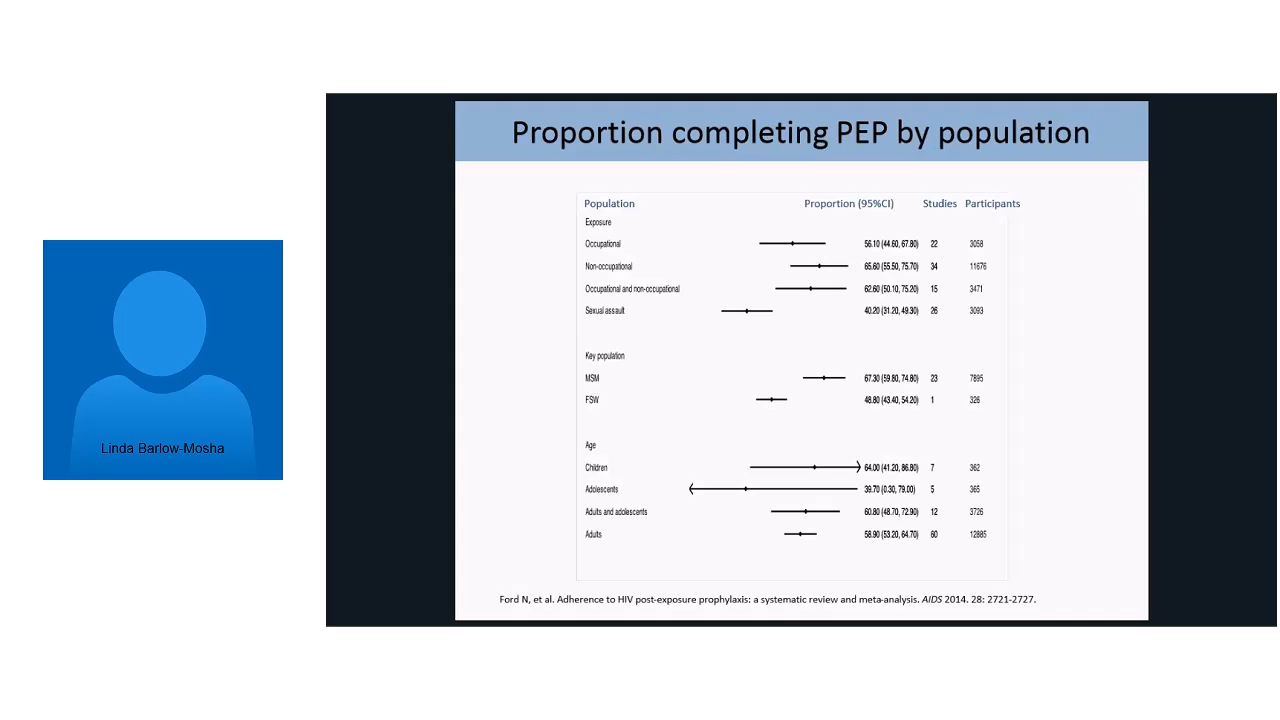 Proportion completing PEP by population
Population Proportion (95%CI) Studies Participants
Exposure
Occupational 56.10 (44.60, 67.80) 22 3058
Non-occupational 65.60 (55.50, 75.70) 34 11676
Occupational and non-occupational 62.60 (50.10, 75.20) 15 3471
Sexual assault 40.20 (31.20, 49.30) 26 3093
Key population
MSM 67.30 (59.80, 74.80) 23 7895
FSW 48.80 (43.40, 54.20) 1 326
Age
Children 64.00 (41.20, 86.80) 7 362
Adolescents 39.70 (0.30, 79.00) 5 365
Adults and adolescents 60.80 (48.70, 72.90) 12 3726
Adults 58.90 (53.20, 64.70) 60 12885
Ford N, et al. Adherence to HIV post-exposure prophylaxis: a systematic review and meta-analysis. AIDS 2014. 28: 2721-2727.
Linda Barlow-Mosha